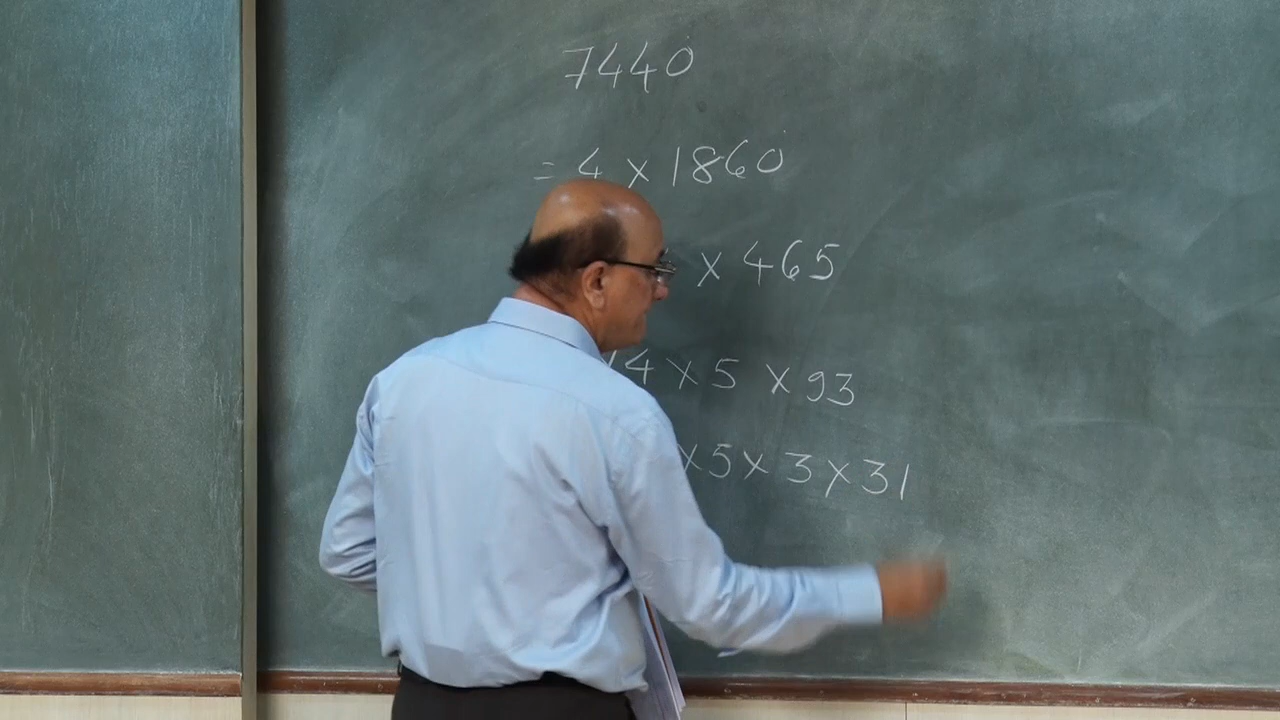 7440
= 4 x 1860
x 465
4 x 5 x 93
x 5 x 3 x 31